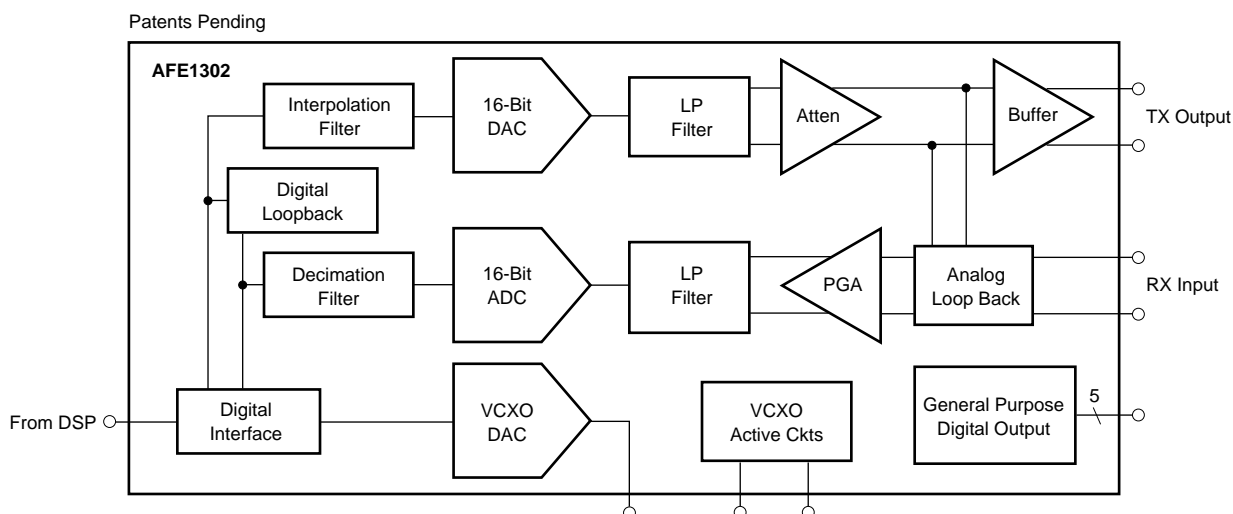 Patents Pending
AFE1302
Interpolation
Filter
16-Bit
DAC
LP
Filter
Atten
Buffer
TX Output
Digital
Loopback
Decimation
Filter
16-Bit
ADC
LP
Filter
PGA
Analog
Loop Back
RX Input
From DSP
Digital
Interface
VCXO
DAC
VCXO
Active Ckts
General Purpose
Digital Output
5